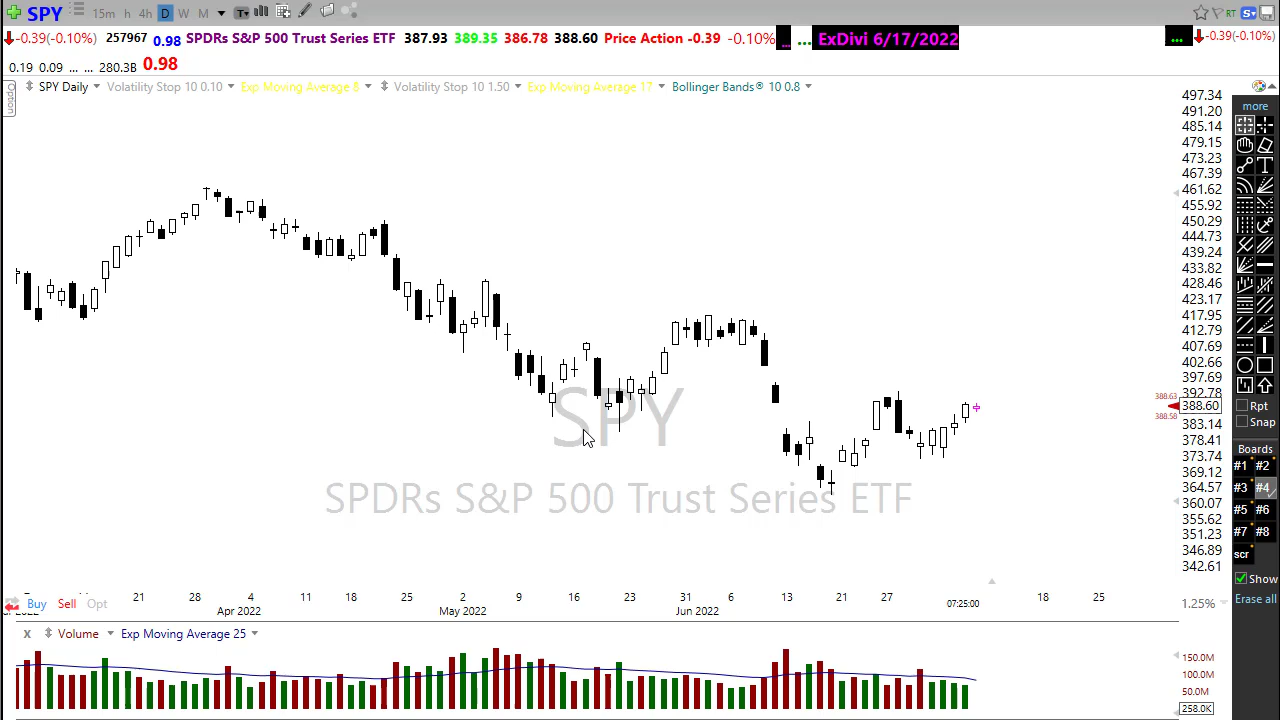 SPY 15m h 4h D W M T RT S
-0.39(-0.10%) 257967 0.98 SPDRs S&P 500 Trust Series ETF 387.93 389.35 386.78 388.60 Price Action -0.39 -0.10% ... ... ExDivi 6/17/2022 ... -0.39(-0.10%)
0.19 0.09 ... ... 280.3B 0.98
Option
SPY Daily Volatility Stop 10 0.10 Exp Moving Average 8 Volatility Stop 10 1.50 Exp Moving Average 17 Bollinger Bands® 10 0.8
497.34
491.20
485.14
479.15
473.23
467.39
461.62
455.92
450.29
444.73
439.24
433.82
428.46
423.17
417.95
412.79
407.69
402.66
397.69
392.78
388.63
388.60
388.58
383.14
378.41
373.74
369.12
364.57
360.07
355.62
351.23
346.89
342.61
SPY
SPDRs S&P 500 Trust Series ETF
more
T
Rpt
Snap
Boards
#1 #2
#3 #4
#5 #6
#7 #8
scr
Show
Erase all
21 28 4 11 18 25 2 9 16 23 6 13 21 27 07:25:00 18 25
Apr 2022 May 2022 Jun 2022
Buy Sell Opt
1.25%
x Volume Exp Moving Average 25
150.0M
100.0M
50.0M
258.0K